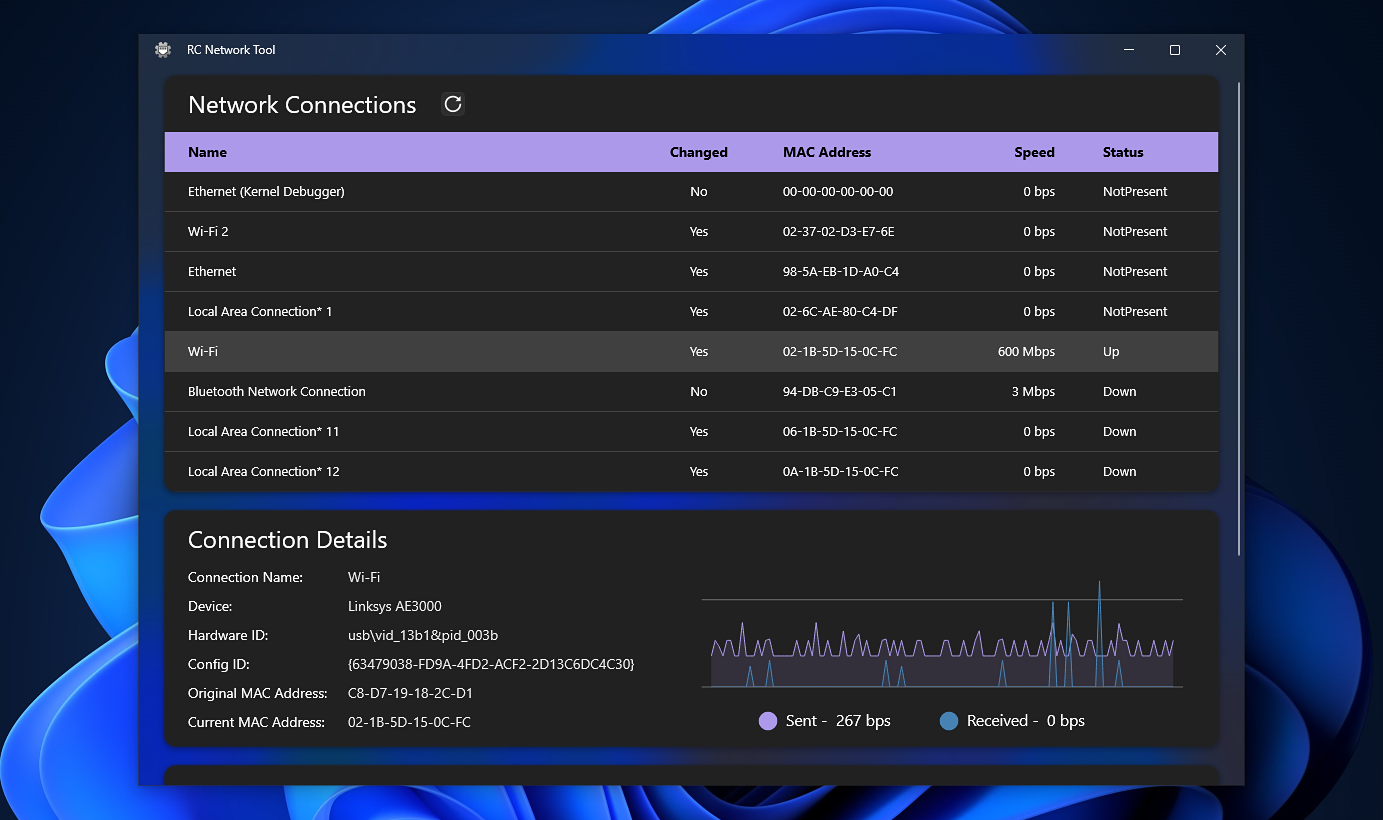 RC Network Tool
Network Connections
Name Changed MAC Address Speed Status
Ethernet (Kernel Debugger) No 00-00-00-00-00-00 0 bps NotPresent
Wi-Fi 2 Yes 02-37-02-D3-E7-6E 0 bps NotPresent
Ethernet Yes 98-5A-EB-1D-A0-C4 0 bps NotPresent
Local Area Connection* 1 Yes 02-6C-AE-80-C4-DF 0 bps NotPresent
Wi-Fi Yes 02-1B-5D-15-0C-FC 600 Mbps Up
Bluetooth Network Connection No 94-DB-C9-E3-05-C1 3 Mbps Down
Local Area Connection* 11 Yes 06-1B-5D-15-0C-FC 0 bps Down
Local Area Connection* 12 Yes 0A-1B-5D-15-0C-FC 0 bps Down
Connection Details
Connection Name: Wi-Fi
Device: Linksys AE3000
Hardware ID: usb\vid_13b1&pid_003b
Config ID: {63479038-FD9A-4FD2-ACF2-2D13C6DC4C30}
Original MAC Address: C8-D7-19-18-2C-D1
Current MAC Address: 02-1B-5D-15-0C-FC
Sent - 267 bps Received - 0 bps